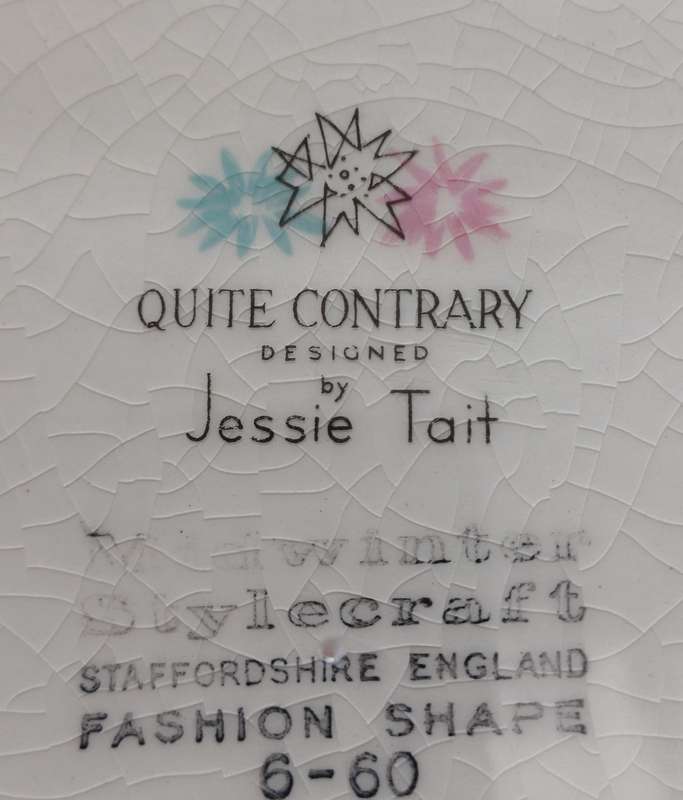 QUITE CONTRARY
DESIGNED
by
Jessie Tait
Midwinter
Stylecraft
STAFFORDSHIRE ENGLAND
FASHION SHAPE
6-60